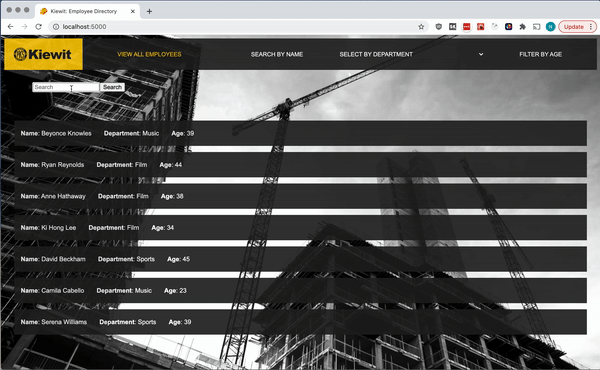 Kiewit: Employee Directory
localhost:5000
N
Update
Kiewit
VIEW ALL EMPLOYEES
SEARCH BY NAME
SELECT BY DEPARTMENT
FILTER BY AGE
Search
Search
Name: Beyonce Knowles Department: Music Age: 39
Name: Ryan Reynolds Department: Film Age: 44
Name: Anne Hathaway Department: Film Age: 38
Name: Ki Hong Lee Department: Film Age: 34
Name: David Beckham Department: Sports Age: 45
Name: Camila Cabello Department: Music Age: 23
Name: Serena Williams Department: Sports Age: 39